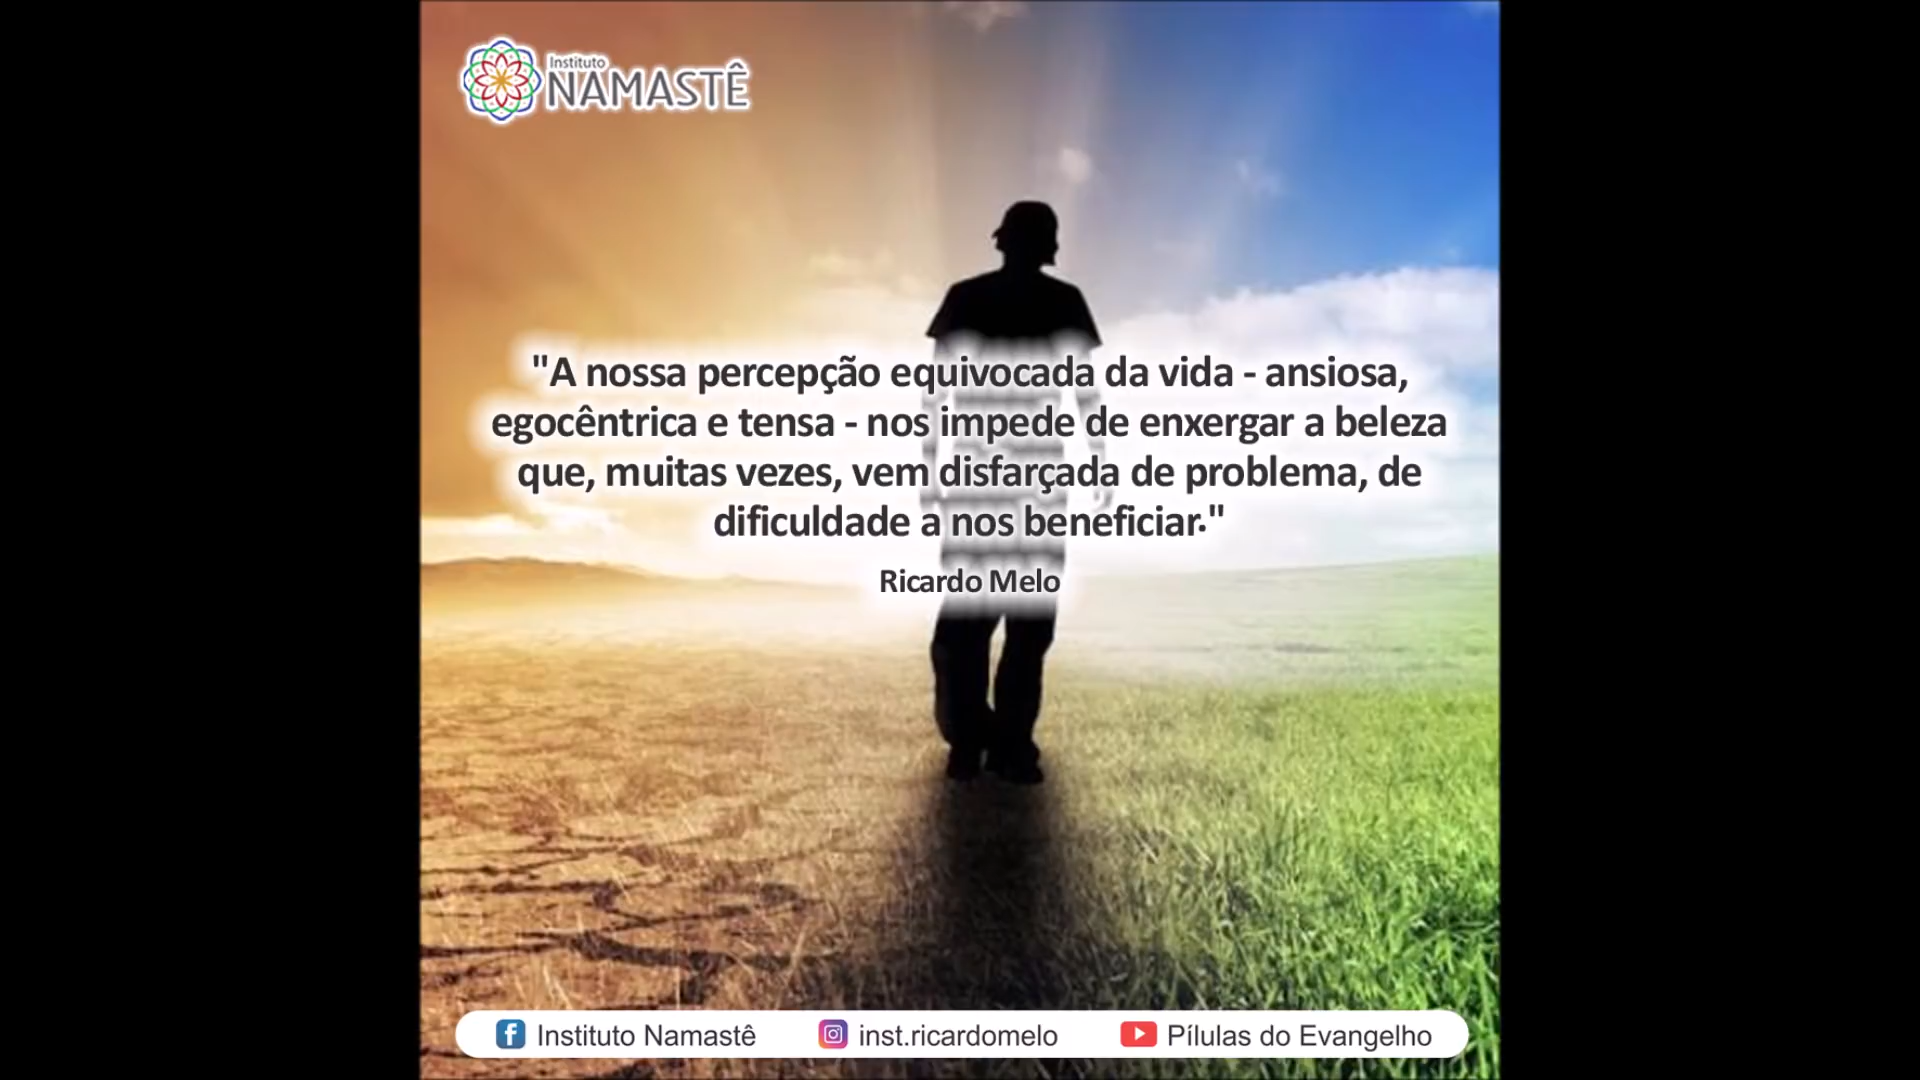 Instituto
NAMASTÊ
"A nossa percepção equivocada da vida - ansiosa,
egocêntrica e tensa - nos impede de enxergar a beleza
que, muitas vezes, vem disfarçada de problema, de
dificuldade a nos beneficiar."
Ricardo Melo
Instituto Namastê inst.ricardomelo Pílulas do Evangelho